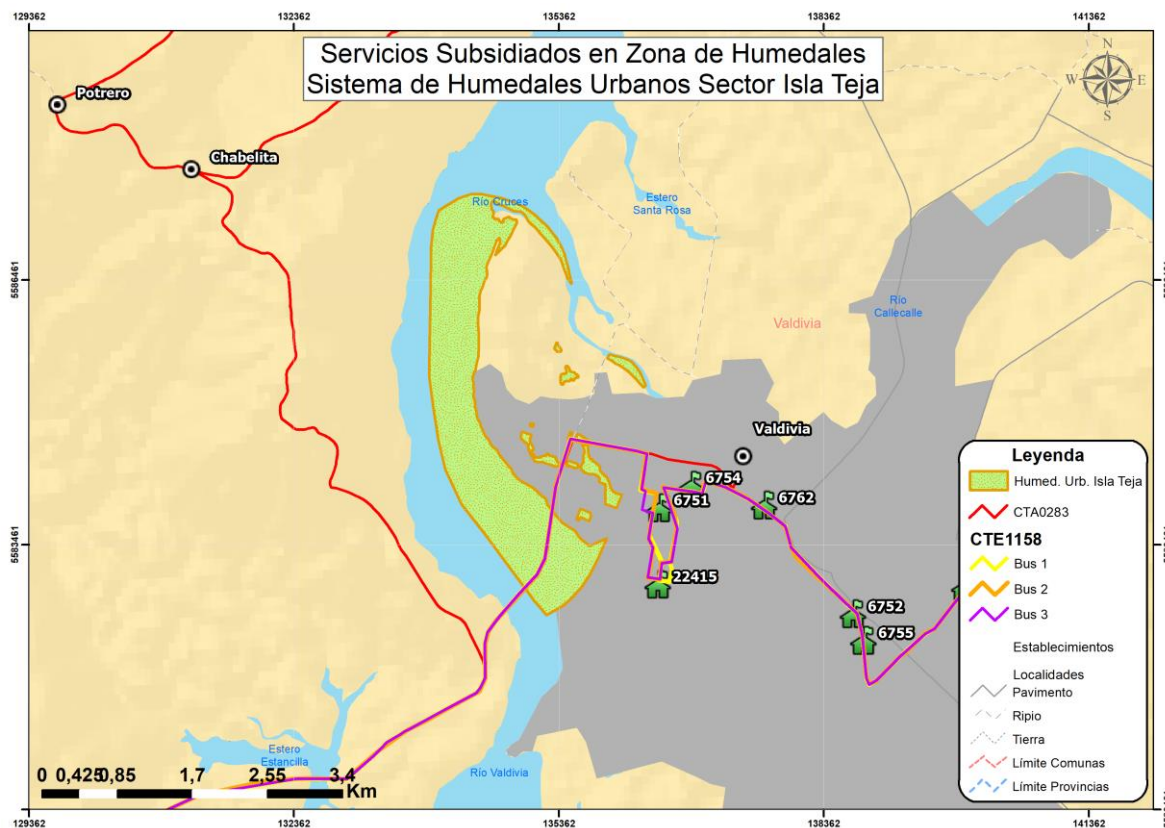 129362 132362 135362 138362 141362
Servicios Subsidiados en Zona de Humedales
Sistema de Humedales Urbanos Sector Isla Teja
N
W E
S
Potrero
Chabelita
Río Cruces
Estero
Santa Rosa
5586461
Río
Callecalle
Valdivia
Valdivia
6754
6751
6762
5583461
22415
6752
6755
Estero
Estancilla
Río Valdivia
0 0,425 0,85 1,7 2,55 3,4
Km
Leyenda
Humed. Urb. Isla Teja
CTA0283
CTE1158
Bus 1
Bus 2
Bus 3
Establecimientos
Localidades
Pavimento
Ripio
Tierra
Límite Comunas
Límite Provincias
129362 132362 135362 138362 141362